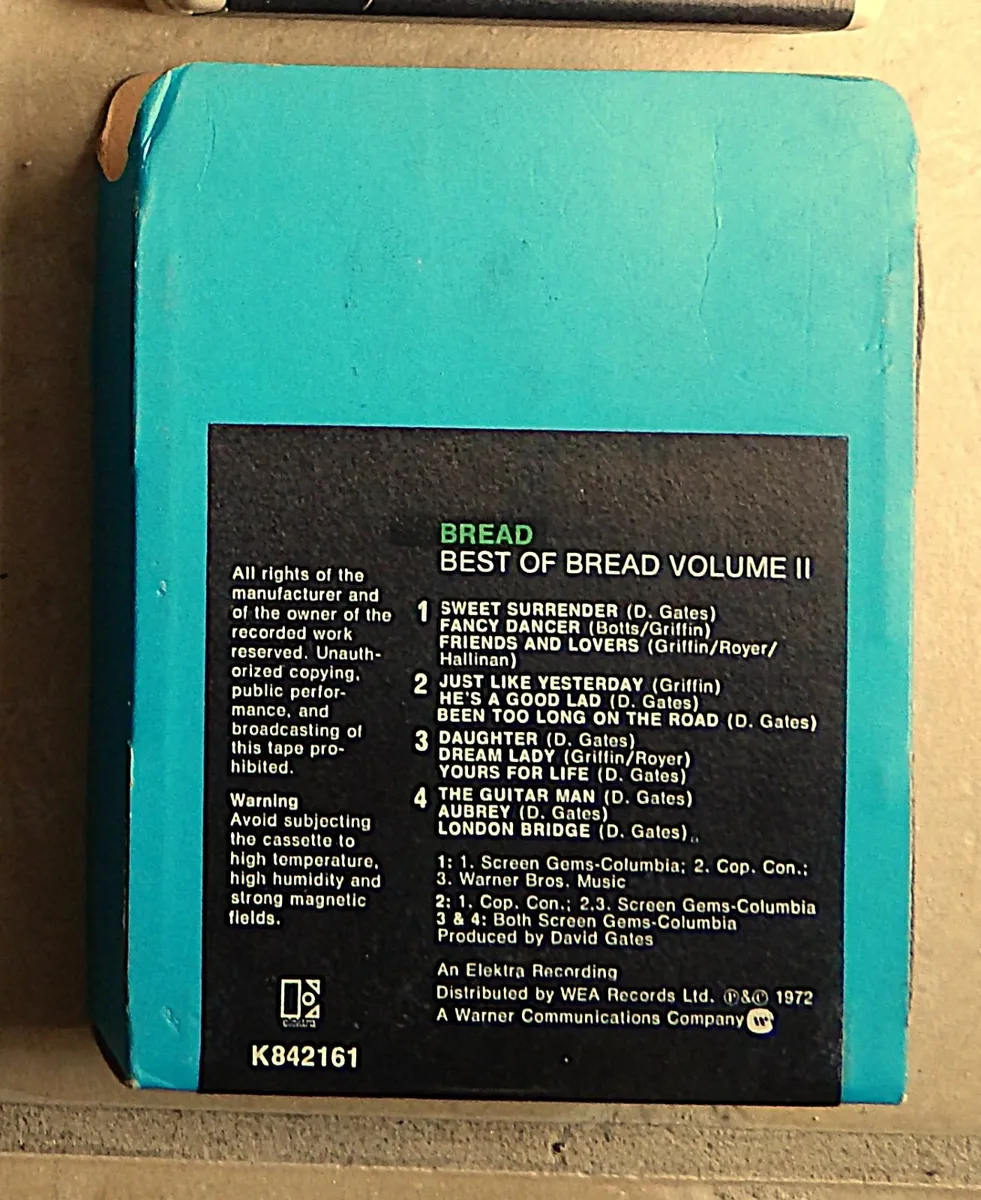 BREAD
BEST OF BREAD VOLUME II
1 SWEET SURRENDER (D. Gates)
FANCY DANCER (Botts/Griffin)
FRIENDS AND LOVERS (Griffin/Royer/
Hallinan)
2 JUST LIKE YESTERDAY (Griffin)
HE'S A GOOD LAD (D. Gates)
BEEN TOO LONG ON THE ROAD (D. Gates)
3 DAUGHTER (D. Gates)
DREAM LADY (Griffin/Royer)
YOURS FOR LIFE (D. Gates)
4 THE GUITAR MAN (D. Gates)
AUBREY (D. Gates)
LONDON BRIDGE (D. Gates)
1: 1. Screen Gems-Columbia; 2. Cop. Con.;
3. Warner Bros. Music
2: 1. Cop. Con.; 2.3. Screen Gems-Columbia
3 & 4: Both Screen Gems-Columbia
Produced by David Gates
An Elektra Recording
Distributed by WEA Records Ltd. ℗&© 1972
A Warner Communications Company
All rights of the
manufacturer and
of the owner of the
recorded work
reserved. Unauth-
orized copying,
public perfor-
mance, and
broadcasting of
this tape pro-
hibited.
Warning
Avoid subjecting
the cassette to
high temperature,
high humidity and
strong magnetic
fields.
elektra
K842161